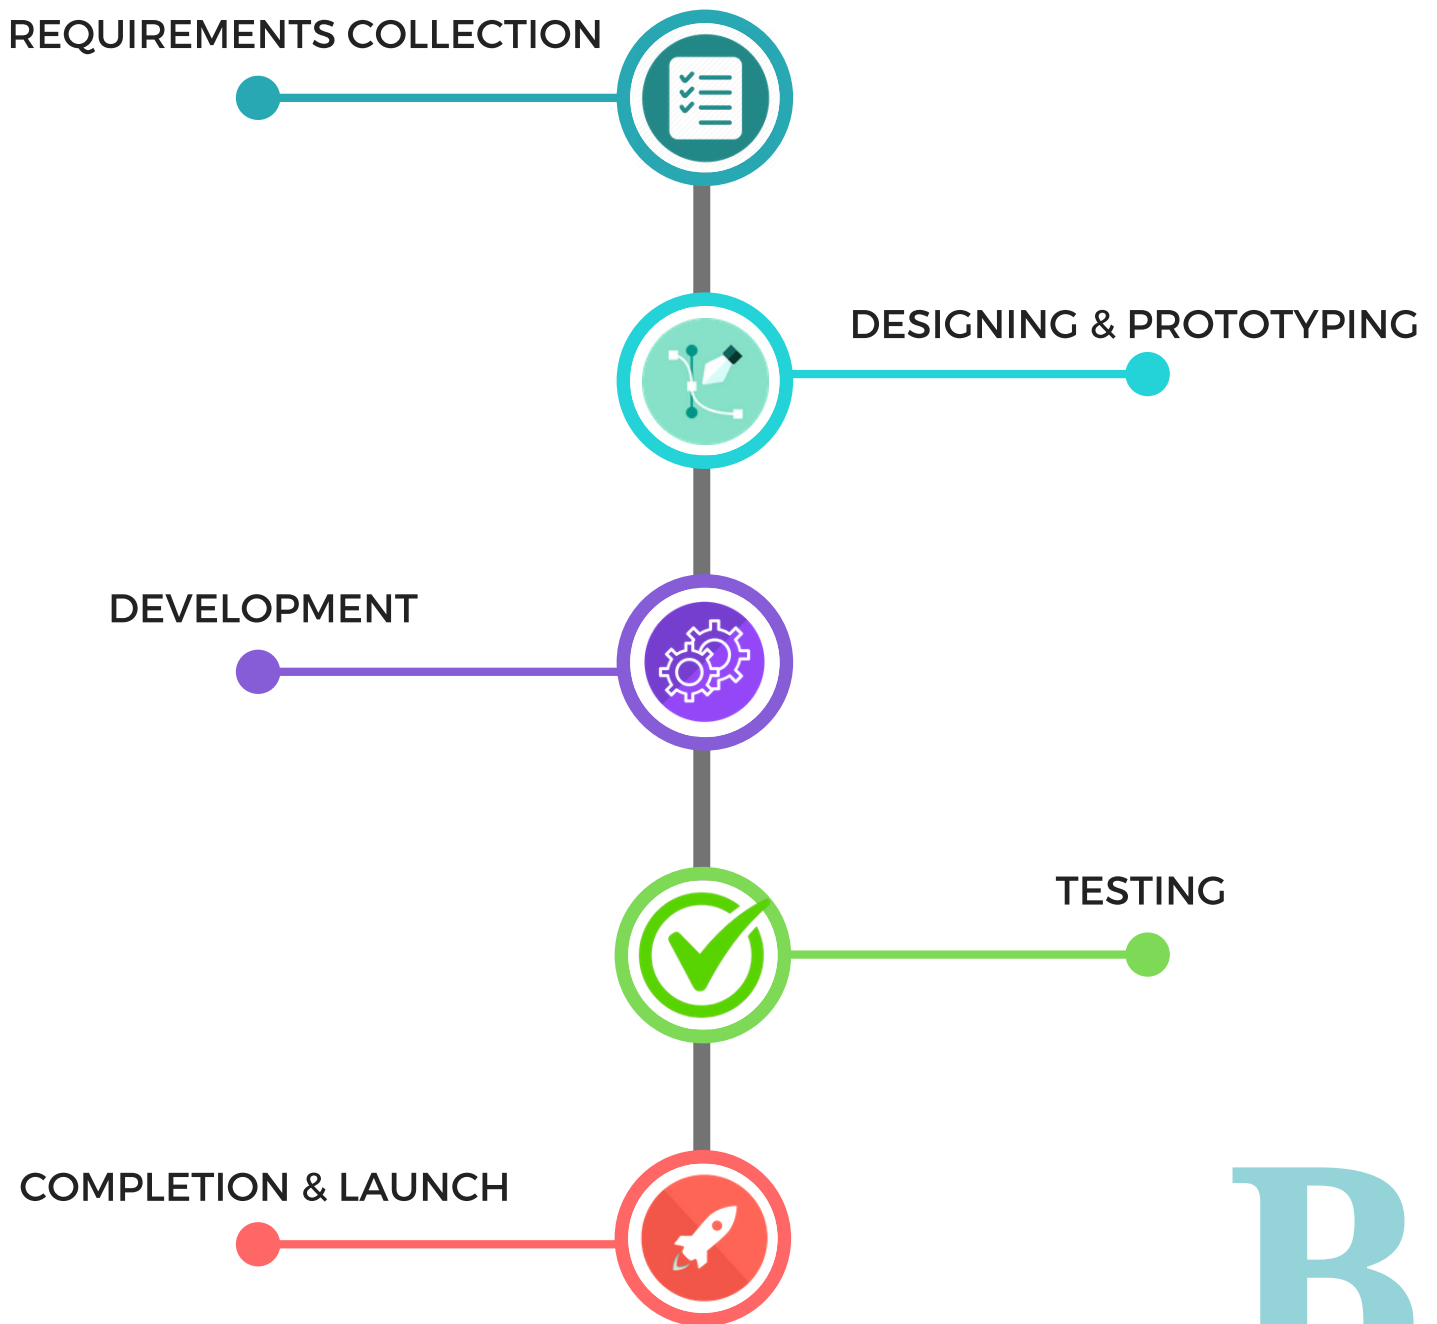 REQUIREMENTS COLLECTION
DESIGNING & PROTOTYPING
DEVELOPMENT
TESTING
COMPLETION & LAUNCH
B